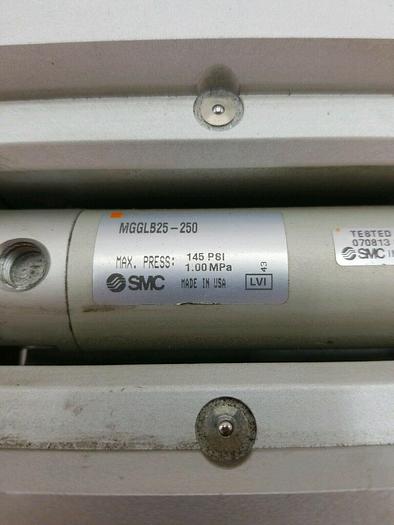 MGGLB25-250
MAX. PRESS: 145 PSI
1.00 MPa
SMC MADE IN USA LVI 43
TESTED
070813
SMC